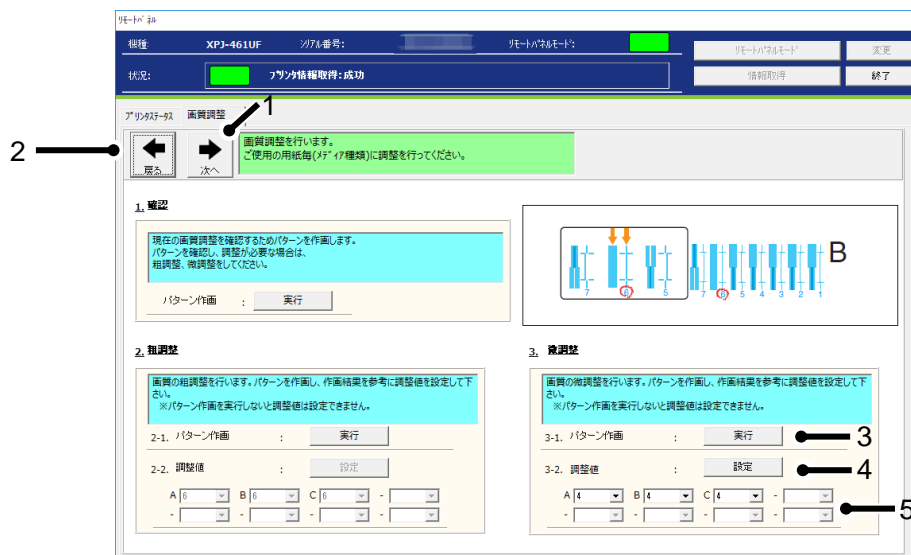 ﾘﾓｰﾄﾊﾟﾈﾙ
機種: XPJ-461UF ｼﾘｱﾙ番号: ﾘﾓｰﾄﾊﾟﾈﾙﾓｰﾄﾞ: ﾘﾓｰﾄﾊﾟﾈﾙﾓｰﾄﾞ 変更
状況: ﾌﾟﾘﾝﾀ情報取得:成功 情報取得 終了
ﾌﾟﾘﾝﾀｽﾃｰﾀｽ 画質調整
1
2
戻る 次へ
画質調整を行います。
ご使用の用紙毎(ﾒﾃﾞｨｱ種類)に調整を行ってください。
1. 確認
現在の画質調整を確認するためパターンを作画します。
パターンを確認し、調整が必要な場合は、
粗調整、微調整をしてください。
パターン作画 : 実行
B
7 6 5 7 6 5 4 3 2 1
2. 粗調整
画質の粗調整を行います。パターンを作画し、作画結果を参考に調整値を設定して下
さい。
※パターン作画を実行しないと調整値は設定できません。
2-1. パターン作画 : 実行
2-2. 調整値 : 設定
A 6 B 6 C 6 -
- - - -
3. 微調整
画質の微調整を行います。パターンを作画し、作画結果を参考に調整値を設定して下
さい。
※パターン作画を実行しないと調整値は設定できません。
3-1. パターン作画 : 実行 3
3-2. 調整値 : 設定 4
A 4 B 4 C 4 -
- - - - 5